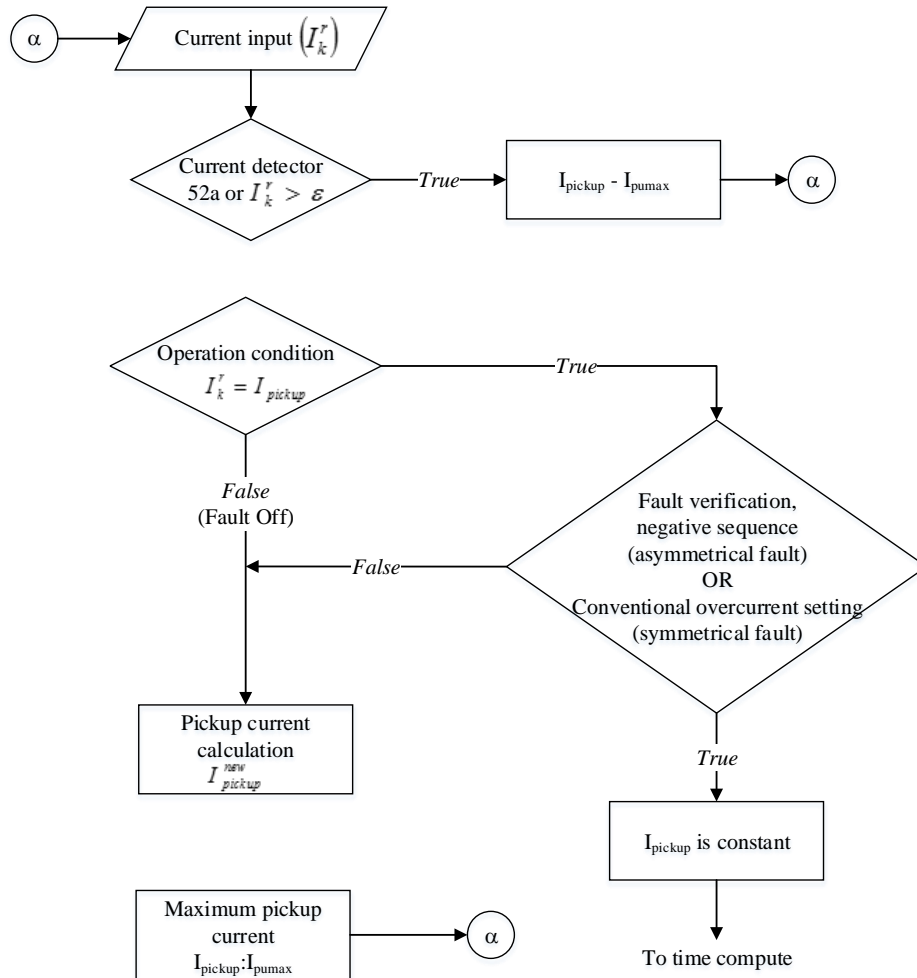 α
Current input (I_k^r)
Current detector
52a or I_k^r > ε
True
I_pickup - I_pumax
α
Operation condition
I_k^r = I_pickup
True
False
(Fault Off)
Fault verification,
negative sequence
(asymmetrical fault)
OR
Conventional overcurrent setting
(symmetrical fault)
False
Pickup current
calculation
I_pickup^new
True
I_pickup is constant
Maximum pickup
current
I_pickup:I_pumax
α
To time compute